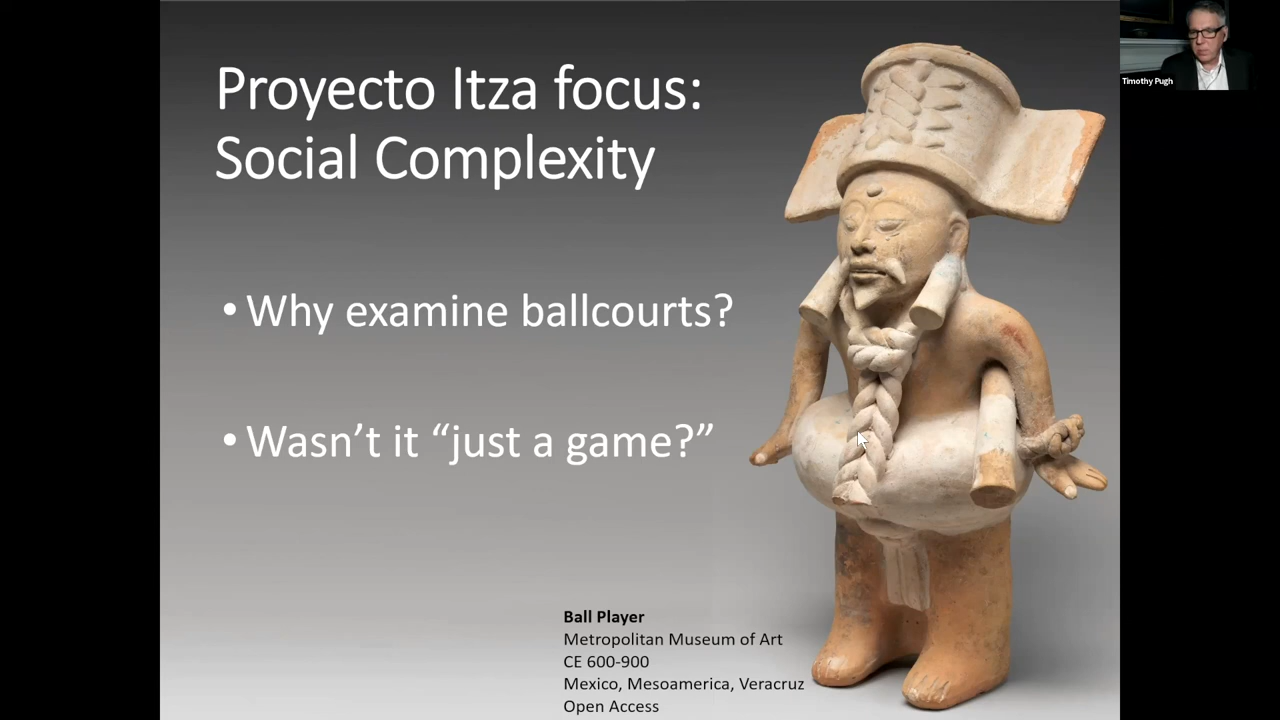 Proyecto Itza focus:
Social Complexity
• Why examine ballcourts?
• Wasn’t it “just a game?”
Ball Player
Metropolitan Museum of Art
CE 600-900
Mexico, Mesoamerica, Veracruz
Open Access
Timothy Pugh